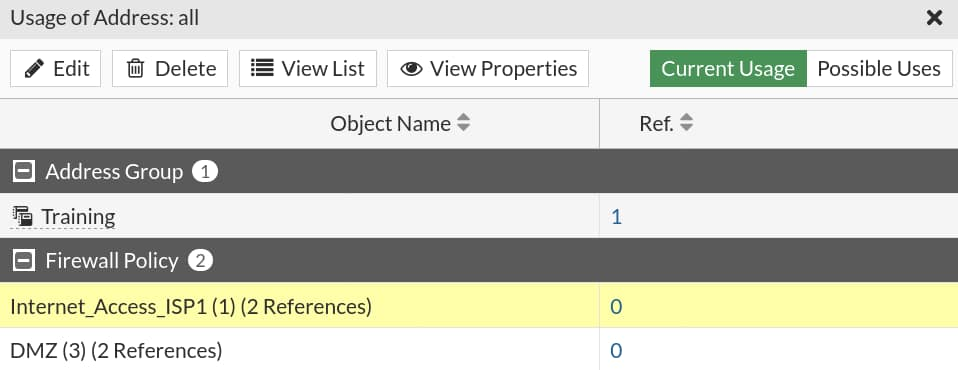 Usage of Address: all
Edit Delete View List View Properties Current Usage Possible Uses
Object Name Ref.
Address Group 1
Training 1
Firewall Policy 2
Internet_Access_ISP1 (1) (2 References) 0
DMZ (3) (2 References) 0